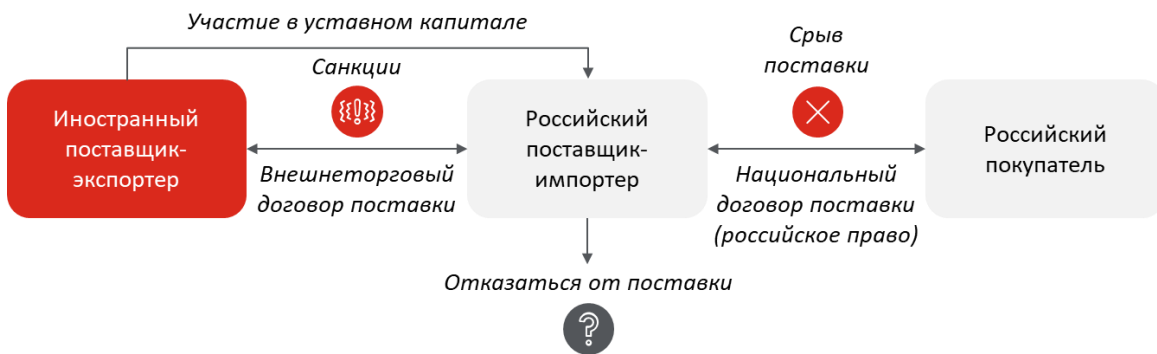 Участие в уставном капитале
Санкции
Срыв
поставки
Иностранный
поставщик-
экспортер
Российский
поставщик-
импортер
Российский
покупатель
Внешнеторговый
договор поставки
Национальный
договор поставки
(российское право)
Отказаться от поставки
?